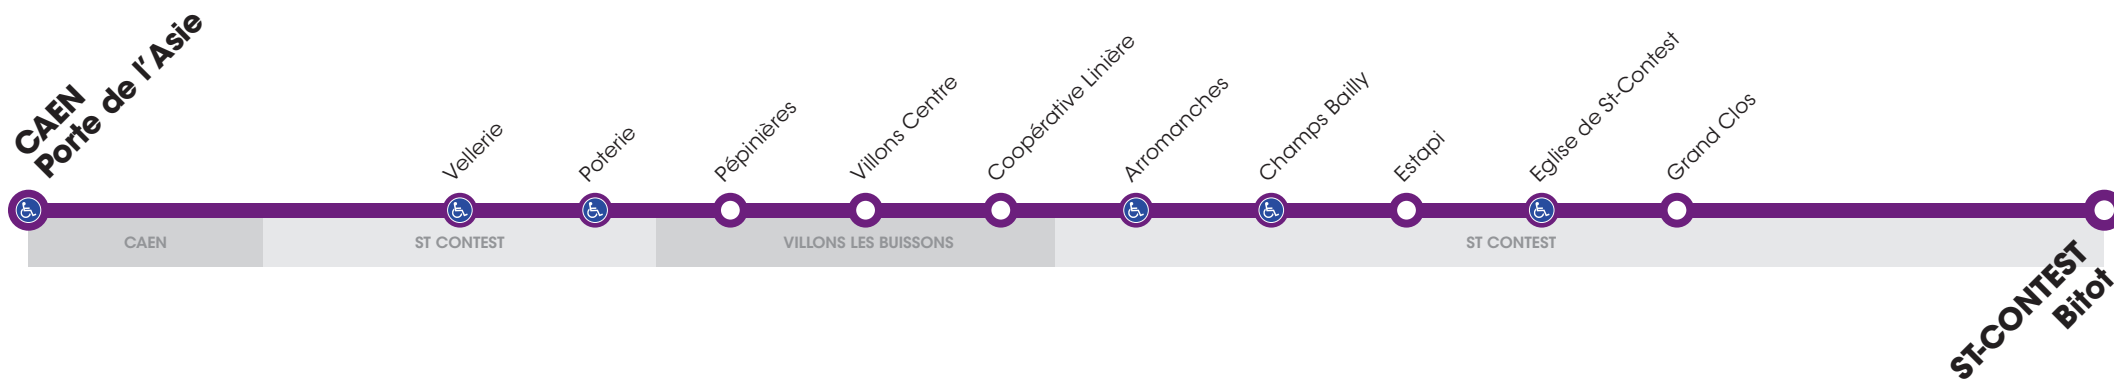 CAEN
Porte de l'Asie
Vellerie
Poterie
Pépinières
Villons Centre
Coopérative Linière
Arromanches
Champs Bailly
Estapi
Eglise de St-Contest
Grand Clos
ST-CONTEST
Bitot
CAEN
ST CONTEST
VILLONS LES BUISSONS
ST CONTEST